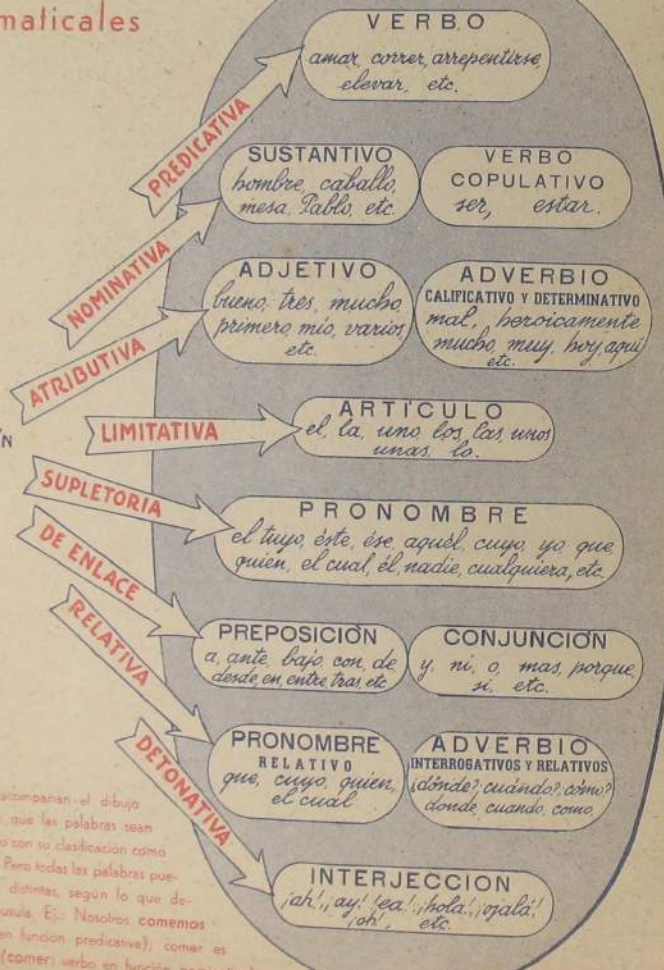 maticales
PREDICATIVA
VERBO
amar, correr, arrepentirse,
elevar, etc.
NOMINATIVA
SUSTANTIVO
hombre, caballo,
mesa, Pablo, etc.
VERBO
COPULATIVO
ser, estar.
ATRIBUTIVA
ADJETIVO
bueno, tres, mucho,
primero, mío, varios,
etc.
ADVERBIO
CALIFICATIVO Y DETERMINATIVO
mal, heroicamente
mucho, muy, hoy, aquí
etc.
N
LIMITATIVA
ARTÍCULO
el, la, uno, los, las, unos
unas, lo.
SUPLETORIA
PRONOMBRE
el tuyo, éste, ése, aquél, cuyo, yo, que,
quien, el cual, él, nadie, cualquiera, etc.
DE ENLACE
PREPOSICIÓN
a, ante, bajo, con, de,
desde, en, entre, tras, etc
CONJUNCIÓN
y, ni, o, mas, porque,
si, etc.
RELATIVA
PRONOMBRE
RELATIVO
que, cuyo, quien,
el cual
ADVERBIO
INTERROGATIVOS Y RELATIVOS
¿dónde?, cuándo?, cómo?
donde, cuando, como.
DETONATIVA
INTERJECCION
¡ah!, ¡ay! ¡ea!, ¡hola!, ¡ojalá!
¡oh!, etc.
acompañan el dibujo
que las palabras sean
o con su clasificación como
Pero todas las palabras pue-
distintas, según lo que de-
usula. Ej.: Nosotros comemos
en función predicativa); comer es
(comer: verbo en función